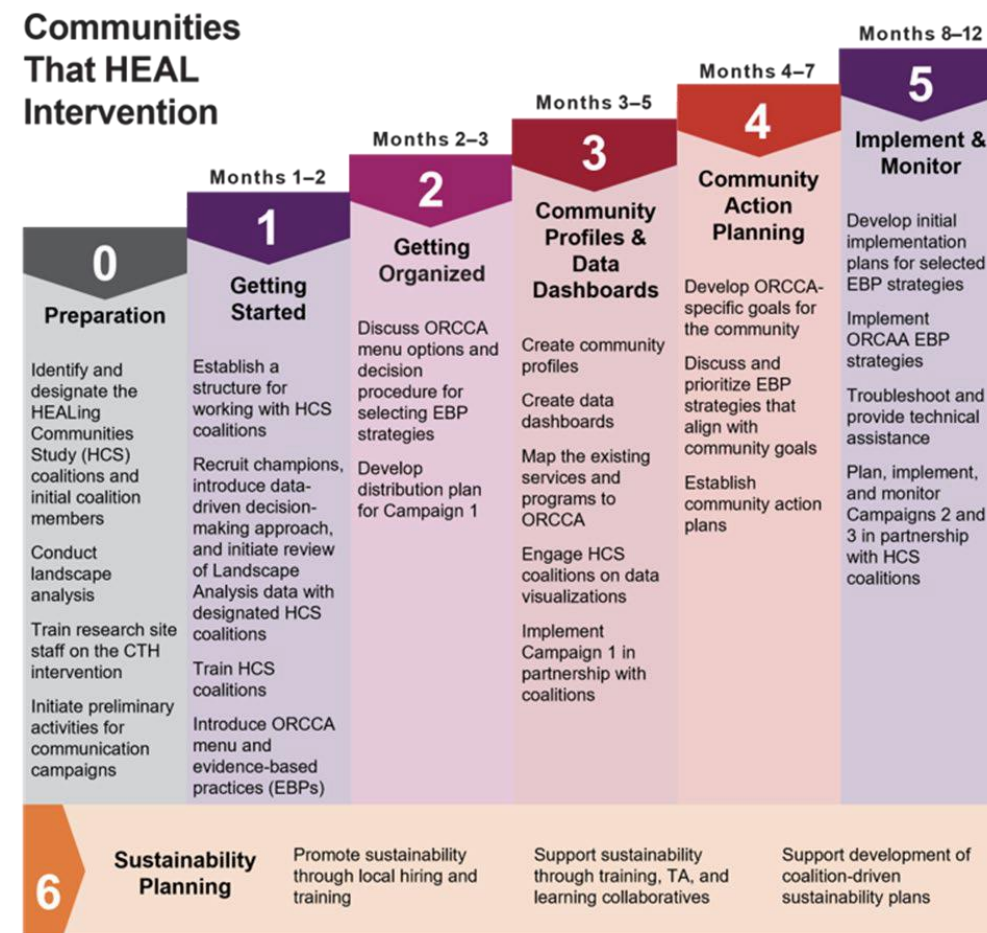 Communities
That HEAL
Intervention
0
Preparation
Identify and
designate the
HEALing
Communities
Study (HCS)
coalitions and
initial coalition
members
Conduct
landscape
analysis
Train research site
staff on the CTH
intervention
Initiate preliminary
activities for
communication
campaigns
Months 1–2
1
Getting
Started
Establish a
structure for
working with HCS
coalitions
Recruit champions,
introduce data-
driven decision-
making approach,
and initiate review
of Landscape
Analysis data with
designated HCS
coalitions
Train HCS
coalitions
Introduce ORCCA
menu and
evidence-based
practices (EBPs)
Months 2–3
2
Getting
Organized
Discuss ORCCA
menu options and
decision
procedure for
selecting EBP
strategies
Develop
distribution plan
for Campaign 1
Months 3–5
3
Community
Profiles &
Data
Dashboards
Create community
profiles
Create data
dashboards
Map the existing
services and
programs to
ORCCA
Engage HCS
coalitions on data
visualizations
Implement
Campaign 1 in
partnership with
coalitions
Months 4–7
4
Community
Action
Planning
Develop ORCCA-
specific goals for
the community
Discuss and
prioritize EBP
strategies that
align with
community goals
Establish
community action
plans
Months 8–12
5
Implement &
Monitor
Develop initial
implementation
plans for selected
EBP strategies
Implement
ORCAA EBP
strategies
Troubleshoot and
provide technical
assistance
Plan, implement,
and monitor
Campaigns 2 and
3 in partnership
with HCS
coalitions
6
Sustainability
Planning
Promote sustainability
through local hiring and
training
Support sustainability
through training, TA, and
learning collaboratives
Support development of
coalition-driven
sustainability plans